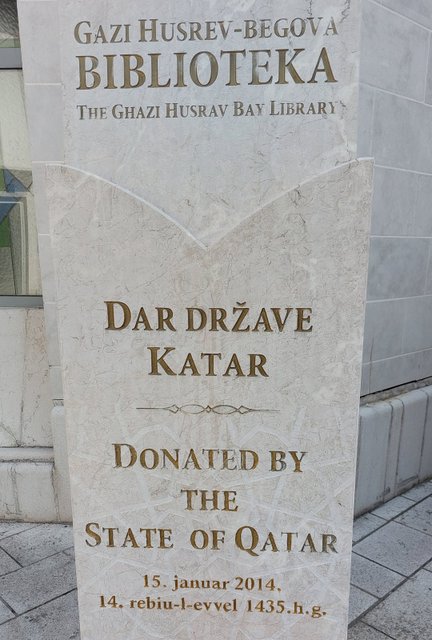 GAZI HUSREV-BEGOVA
BIBLIOTEKA
THE GHAZI HUSRAV BAY LIBRARY
DAR DRŽAVE
KATAR
DONATED BY
THE
STATE OF QATAR
15. januar 2014.
14. rebiu-l-evvel 1435.h.g.